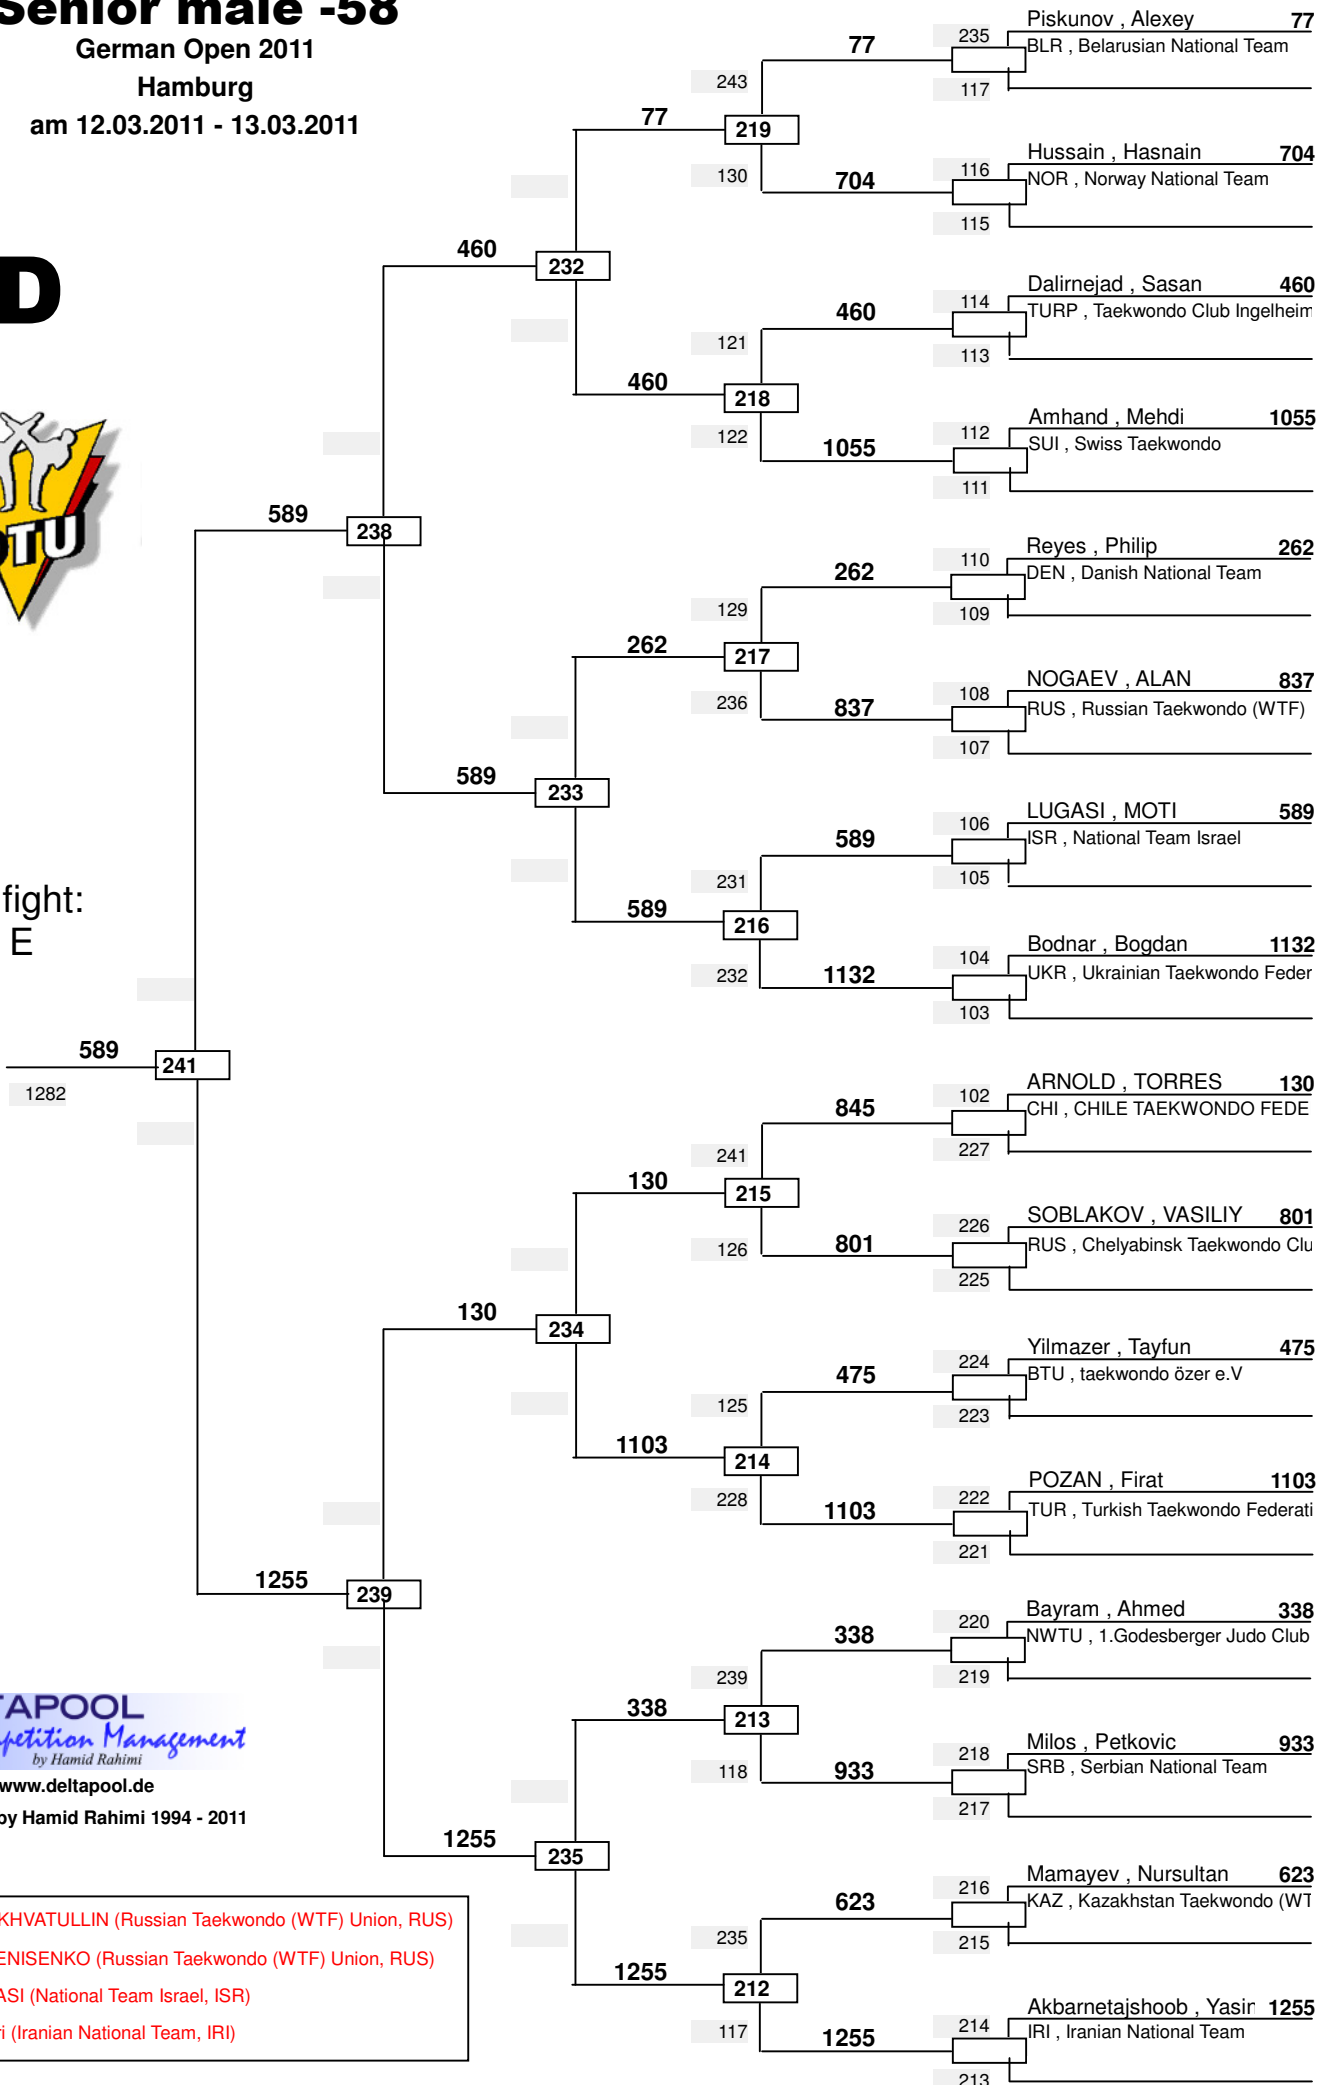 Senior male -58
German Open 2011
Hamburg
am 12.03.2011 - 13.03.2011
D
DTU
fight:
E
589
1282
241
589
238
1255
239
460
232
589
233
130
234
1255
235
77
243
219
130
460
121
218
122
262
129
217
236
589
231
216
232
130
241
215
126
1103
125
214
228
338
239
213
118
1255
235
212
117
77
235
117
Piskunov , Alexey 77
BLR , Belarusian National Team
704
116
115
Hussain , Hasnain 704
NOR , Norway National Team
460
114
113
Dalirnejad , Sasan 460
TURP , Taekwondo Club Ingelheim
1055
112
111
Amhand , Mehdi 1055
SUI , Swiss Taekwondo
262
110
109
Reyes , Philip 262
DEN , Danish National Team
837
108
107
NOGAEV , ALAN 837
RUS , Russian Taekwondo (WTF)
589
106
105
LUGASI , MOTI 589
ISR , National Team Israel
1132
104
103
Bodnar , Bogdan 1132
UKR , Ukrainian Taekwondo Feder
845
102
227
ARNOLD , TORRES 130
CHI , CHILE TAEKWONDO FEDE
801
226
225
SOBLAKOV , VASILIY 801
RUS , Chelyabinsk Taekwondo Clu
475
224
223
Yilmazer , Tayfun 475
BTU , taekwondo özer e.V
1103
222
221
POZAN , Firat 1103
TUR , Turkish Taekwondo Federati
338
220
219
Bayram , Ahmed 338
NWTU , 1.Godesberger Judo Club
933
218
217
Milos , Petkovic 933
SRB , Serbian National Team
623
216
215
Mamayev , Nursultan 623
KAZ , Kazakhstan Taekwondo (WT
1255
214
213
Akbarnetajshoob , Yasin 1255
IRI , Iranian National Team
TAPOOL
petition Management
by Hamid Rahimi
www.deltapool.de
by Hamid Rahimi 1994 - 2011
KHVATULLIN (Russian Taekwondo (WTF) Union, RUS)
ENISENKO (Russian Taekwondo (WTF) Union, RUS)
ASI (National Team Israel, ISR)
ri (Iranian National Team, IRI)